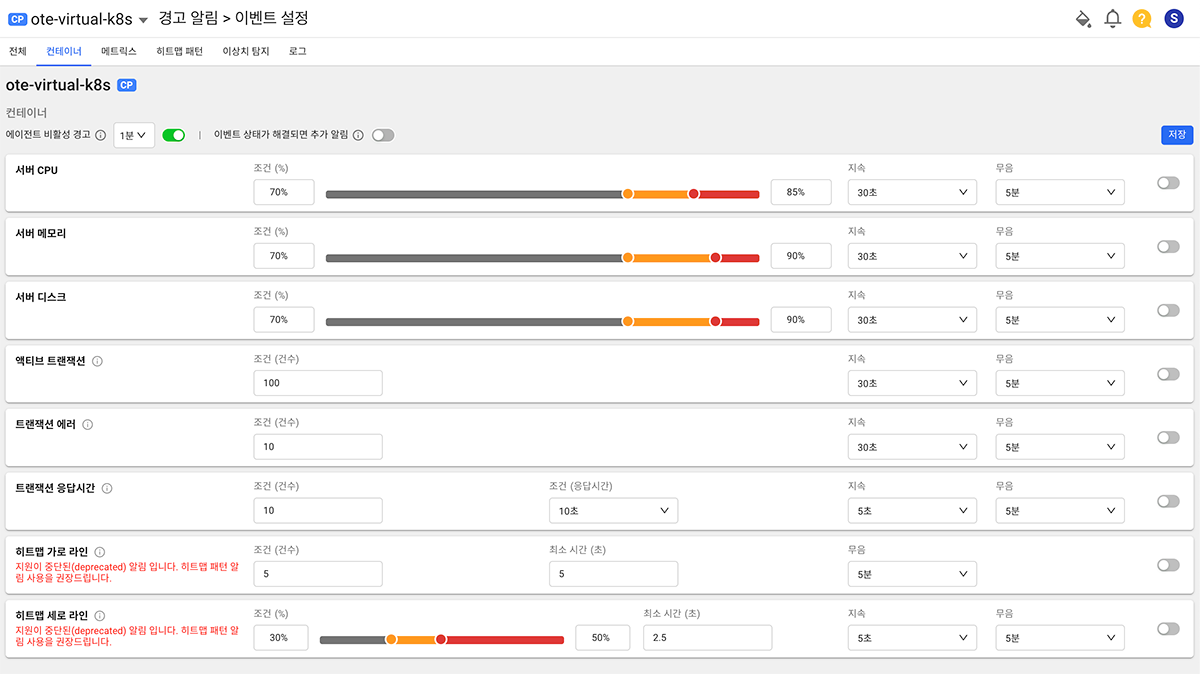 CP ote-virtual-k8s 경고 알림 > 이벤트 설정 ? S
전체 컨테이너 메트릭스 히트맵 패턴 이상치 탐지 로그
ote-virtual-k8s CP
컨테이너
에이전트 비활성 경고 1분 | 이벤트 상태가 해결되면 추가 알림 저장
서버 CPU 조건 (%) 지속 무음
70% 85% 30초 5분
서버 메모리 조건 (%) 지속 무음
70% 90% 30초 5분
서버 디스크 조건 (%) 지속 무음
70% 90% 30초 5분
액티브 트랜잭션 조건 (건수) 지속 무음
100 30초 5분
트랜잭션 에러 조건 (건수) 지속 무음
10 30초 5분
트랜잭션 응답시간 조건 (건수) 조건 (응답시간) 지속 무음
10 10초 5초 5분
히트맵 가로 라인 조건 (건수) 최소 시간 (초) 무음
지원이 중단된(deprecated) 알림 입니다. 히트맵 패턴 알
림 사용을 권장드립니다.
5 5 5분
히트맵 세로 라인 조건 (%) 최소 시간 (초) 지속 무음
지원이 중단된(deprecated) 알림 입니다. 히트맵 패턴 알
림 사용을 권장드립니다.
30% 50% 2.5 5초 5분